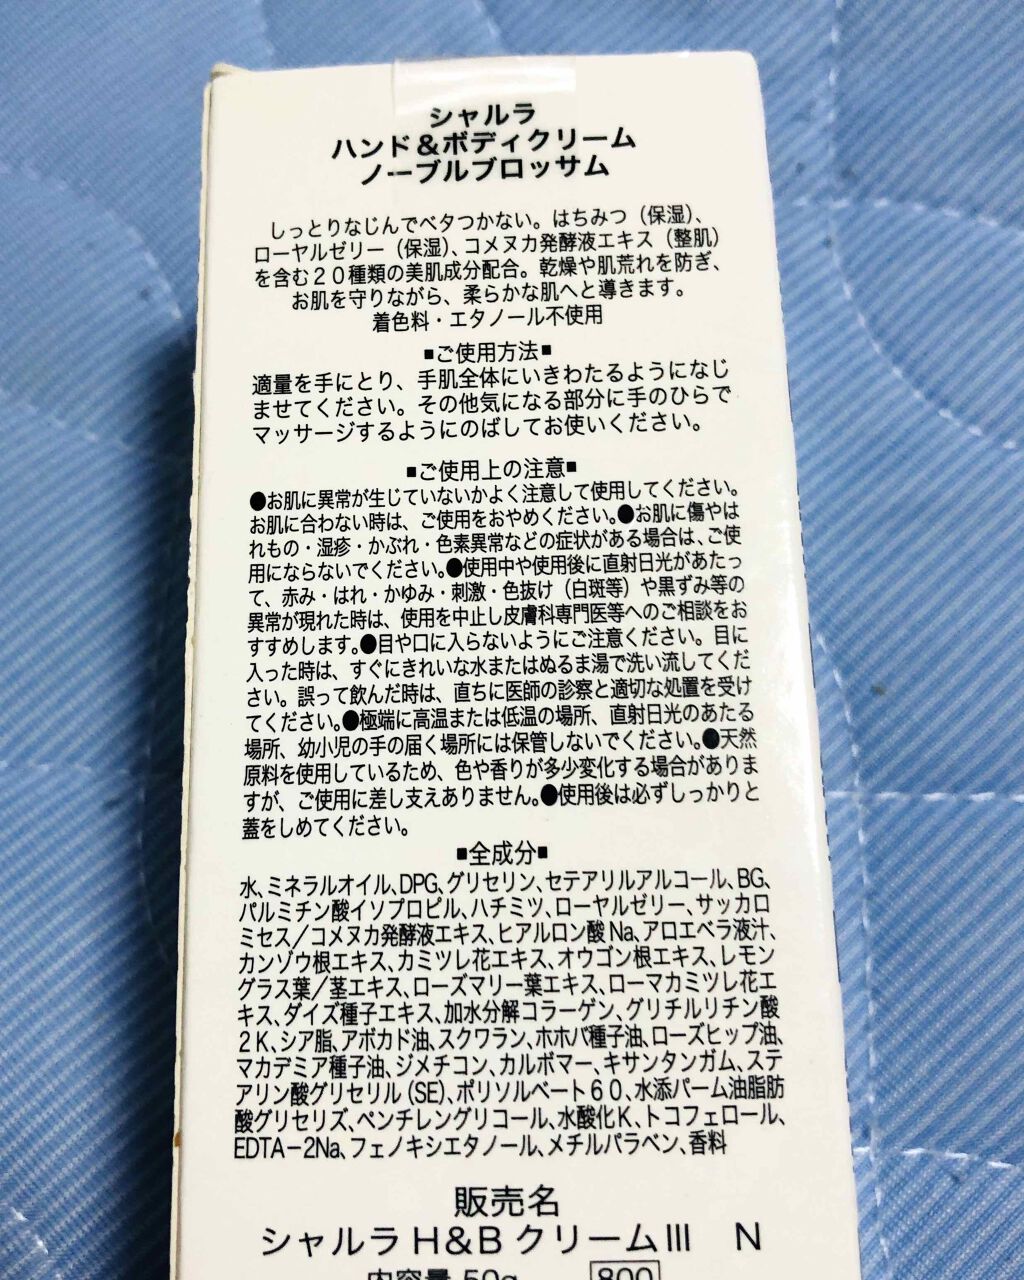 シャルラ
ハンド&ボディクリーム
ノーブルブロッサム
しっとりなじんでベタつかない。はちみつ(保湿)、
ローヤルゼリー(保湿)、コメヌカ発酵液エキス(整肌)
を含む20種類の美肌成分配合。乾燥や肌荒れを防ぎ、
お肌を守りながら、柔らかな肌へと導きます。
着色料・エタノール不使用
■ご使用方法■
適量を手にとり、手肌全体にいきわたるようになじ
ませてください。その他気になる部分に手のひらで
マッサージするようにのばしてお使いください。
■ご使用上の注意■
●お肌に異常が生じていないかよく注意して使用してください。
お肌に合わない時は、ご使用をおやめください。●お肌に傷やは
れもの・湿疹・かぶれ・色素異常などの症状がある場合は、ご使
用にならないでください。●使用中や使用後に直射日光があたっ
て、赤み・はれ・かゆみ・刺激・色抜け(白斑等)や黒ずみ等の
異常が現れた時は、使用を中止し皮膚科専門医等へのご相談をお
すすめします。●目や口に入らないようにご注意ください。目に
入った時は、すぐにきれいな水またはぬるま湯で洗い流してくだ
さい。誤って飲んだ時は、直ちに医師の診察と適切な処置を受け
てください。●極端に高温または低温の場所、直射日光のあたる
場所、幼小児の手の届く場所には保管しないでください。●天然
原料を使用しているため、色や香りが多少変化する場合がありま
すが、ご使用に差し支えありません。●使用後は必ずしっかりと
蓋をしめてください。
■全成分■
水、ミネラルオイル、DPG、グリセリン、セテアリルアルコール、BG、
パルミチン酸イソプロピル、ハチミツ、ローヤルゼリー、サッカロ
ミセス/コメヌカ発酵液エキス、ヒアルロン酸Na、アロエベラ液汁、
カンゾウ根エキス、カミツレ花エキス、オウゴン根エキス、レモン
グラス葉/茎エキス、ローズマリー葉エキス、ローマカミツレ花エ
キス、ダイズ種子エキス、加水分解コラーゲン、グリチルリチン酸
2K、シア脂、アボカド油、スクワラン、ホホバ種子油、ローズヒップ油、
マカデミア種子油、ジメチコン、カルボマー、キサンタンガム、ステ
アリン酸グリセリル(SE)、ポリソルベート60、水添パーム油脂肪
酸グリセリズ、ペンチレングリコール、水酸化K、トコフェロール、
EDTA-2Na、フェノキシエタノール、メチルパラベン、香料
販売名
シャルラH&BクリームⅢ N
内容量 50g 800